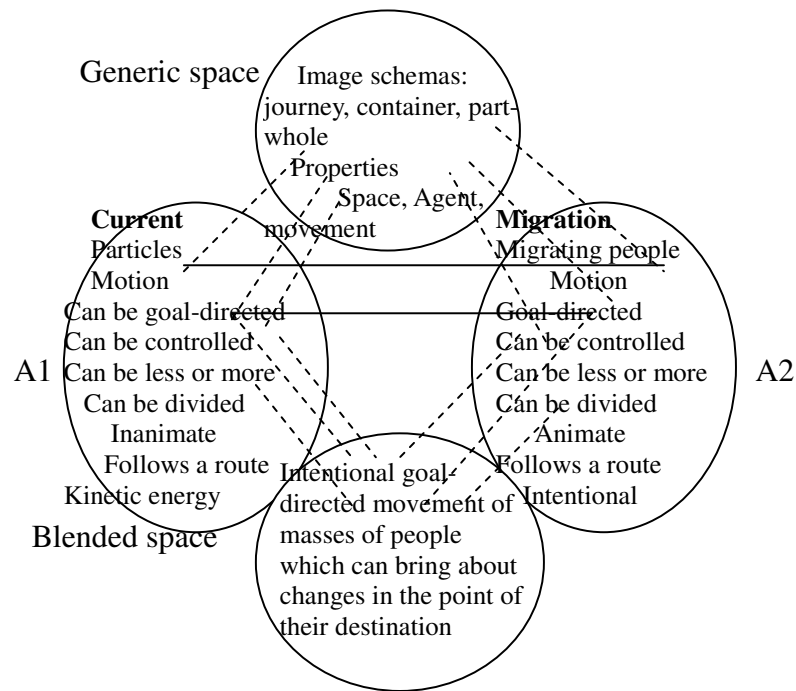 Generic space
Image schemas:
journey, container, part-
whole
Properties
Space, Agent,
movement
Current
Particles
Motion
Can be goal-directed
Can be controlled
Can be less or more
Can be divided
Inanimate
Follows a route
Kinetic energy
A1
Migration
Migrating people
Motion
Goal-directed
Can be controlled
Can be less or more
Can be divided
Animate
Follows a route
Intentional
A2
Blended space
Intentional goal-
directed movement of
masses of people
which can bring about
changes in the point of
their destination